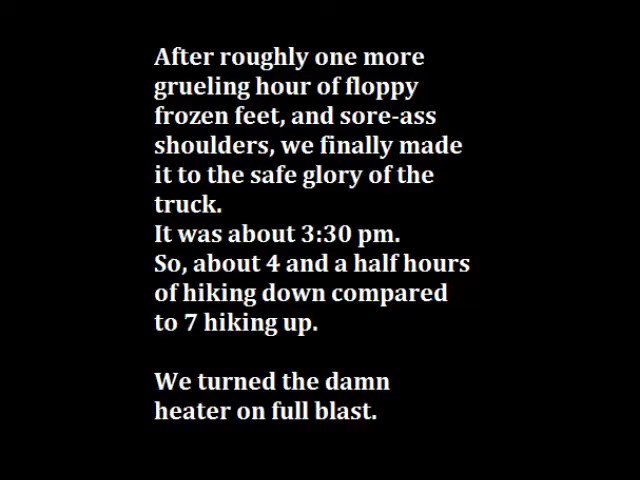 After roughly one more
grueling hour of floppy
frozen feet, and sore-ass
shoulders, we finally made
it to the safe glory of the
truck.
It was about 3:30 pm.
So, about 4 and a half hours
of hiking down compared
to 7 hiking up.
We turned the damn
heater on full blast.